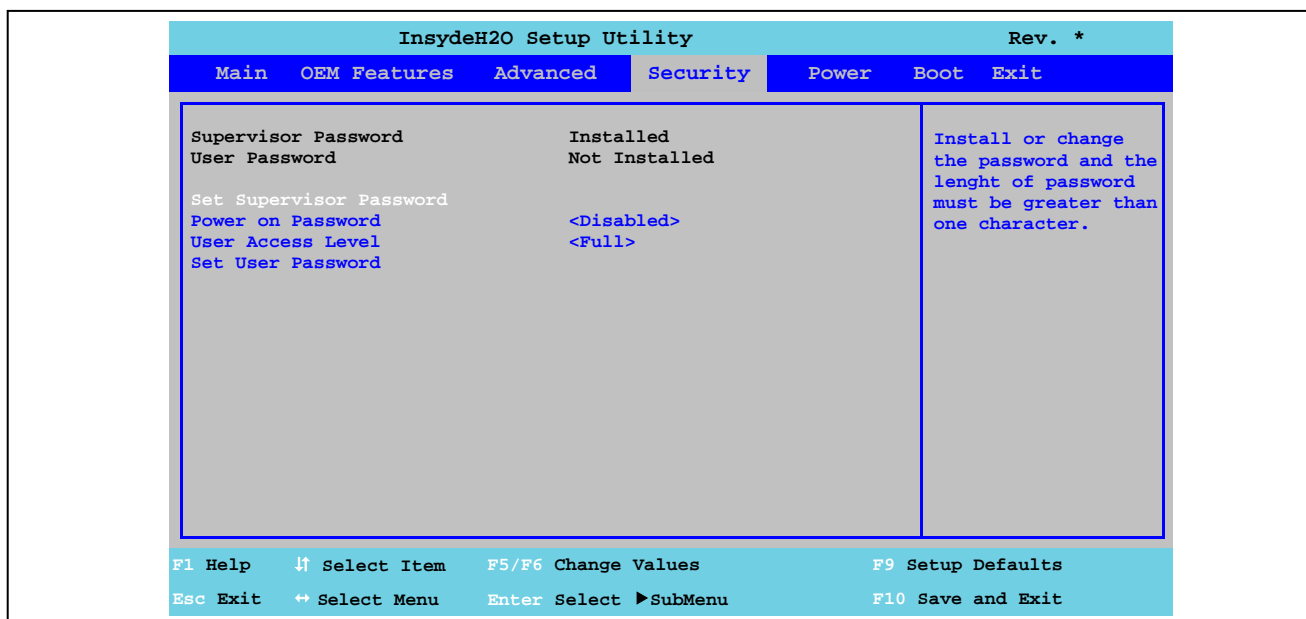 InsydeH2O Setup Utility Rev. *
Main OEM Features Advanced Security Power Boot Exit
Supervisor Password Installed
User Password Not Installed
Set Supervisor Password
Power on Password <Disabled>
User Access Level <Full>
Set User Password
Install or change
the password and the
lenght of password
must be greater than
one character.
F1 Help ↓↑ Select Item F5/F6 Change Values F9 Setup Defaults
Esc Exit ↔ Select Menu Enter Select ▶SubMenu F10 Save and Exit